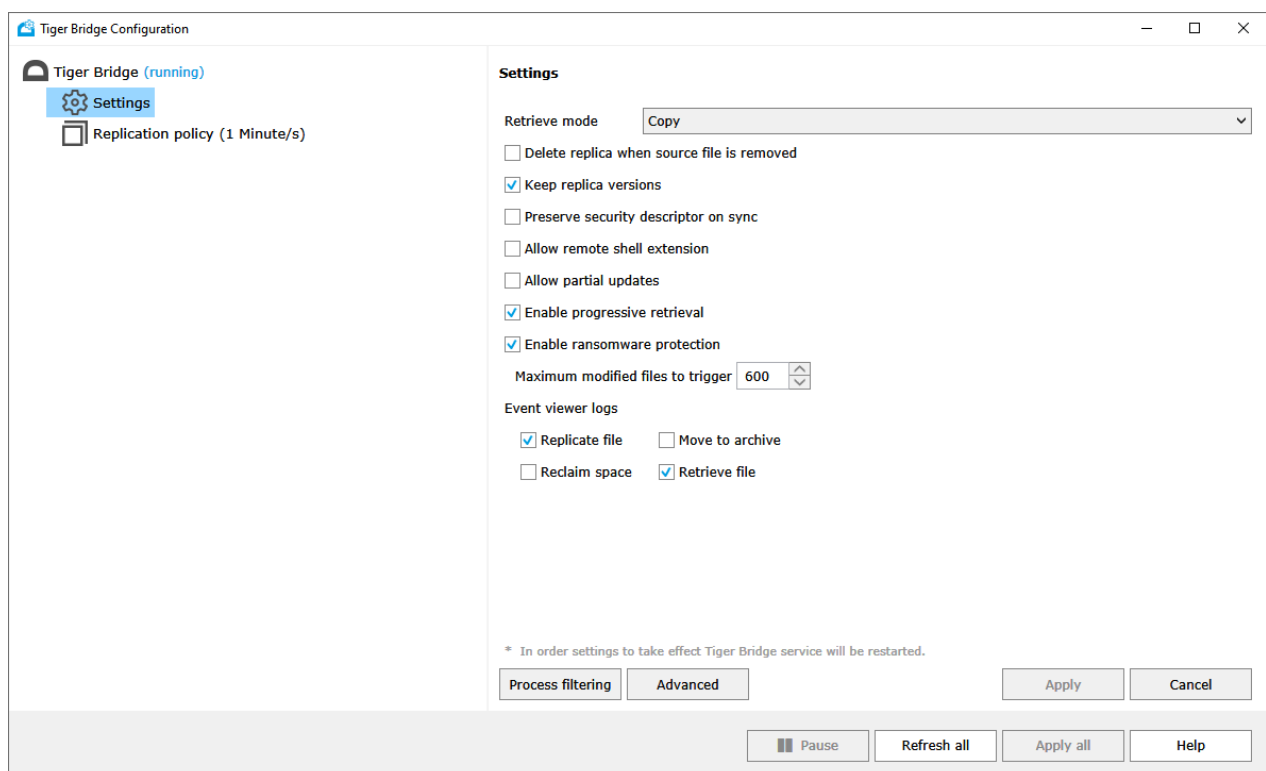 Tiger Bridge Configuration
Tiger Bridge (running)
Settings
Replication policy (1 Minute/s)
Settings
Retrieve mode Copy
Delete replica when source file is removed
Keep replica versions
Preserve security descriptor on sync
Allow remote shell extension
Allow partial updates
Enable progressive retrieval
Enable ransomware protection
Maximum modified files to trigger 600
Event viewer logs
Replicate file Move to archive
Reclaim space Retrieve file
* In order settings to take effect Tiger Bridge service will be restarted.
Process filtering Advanced Apply Cancel
Pause Refresh all Apply all Help